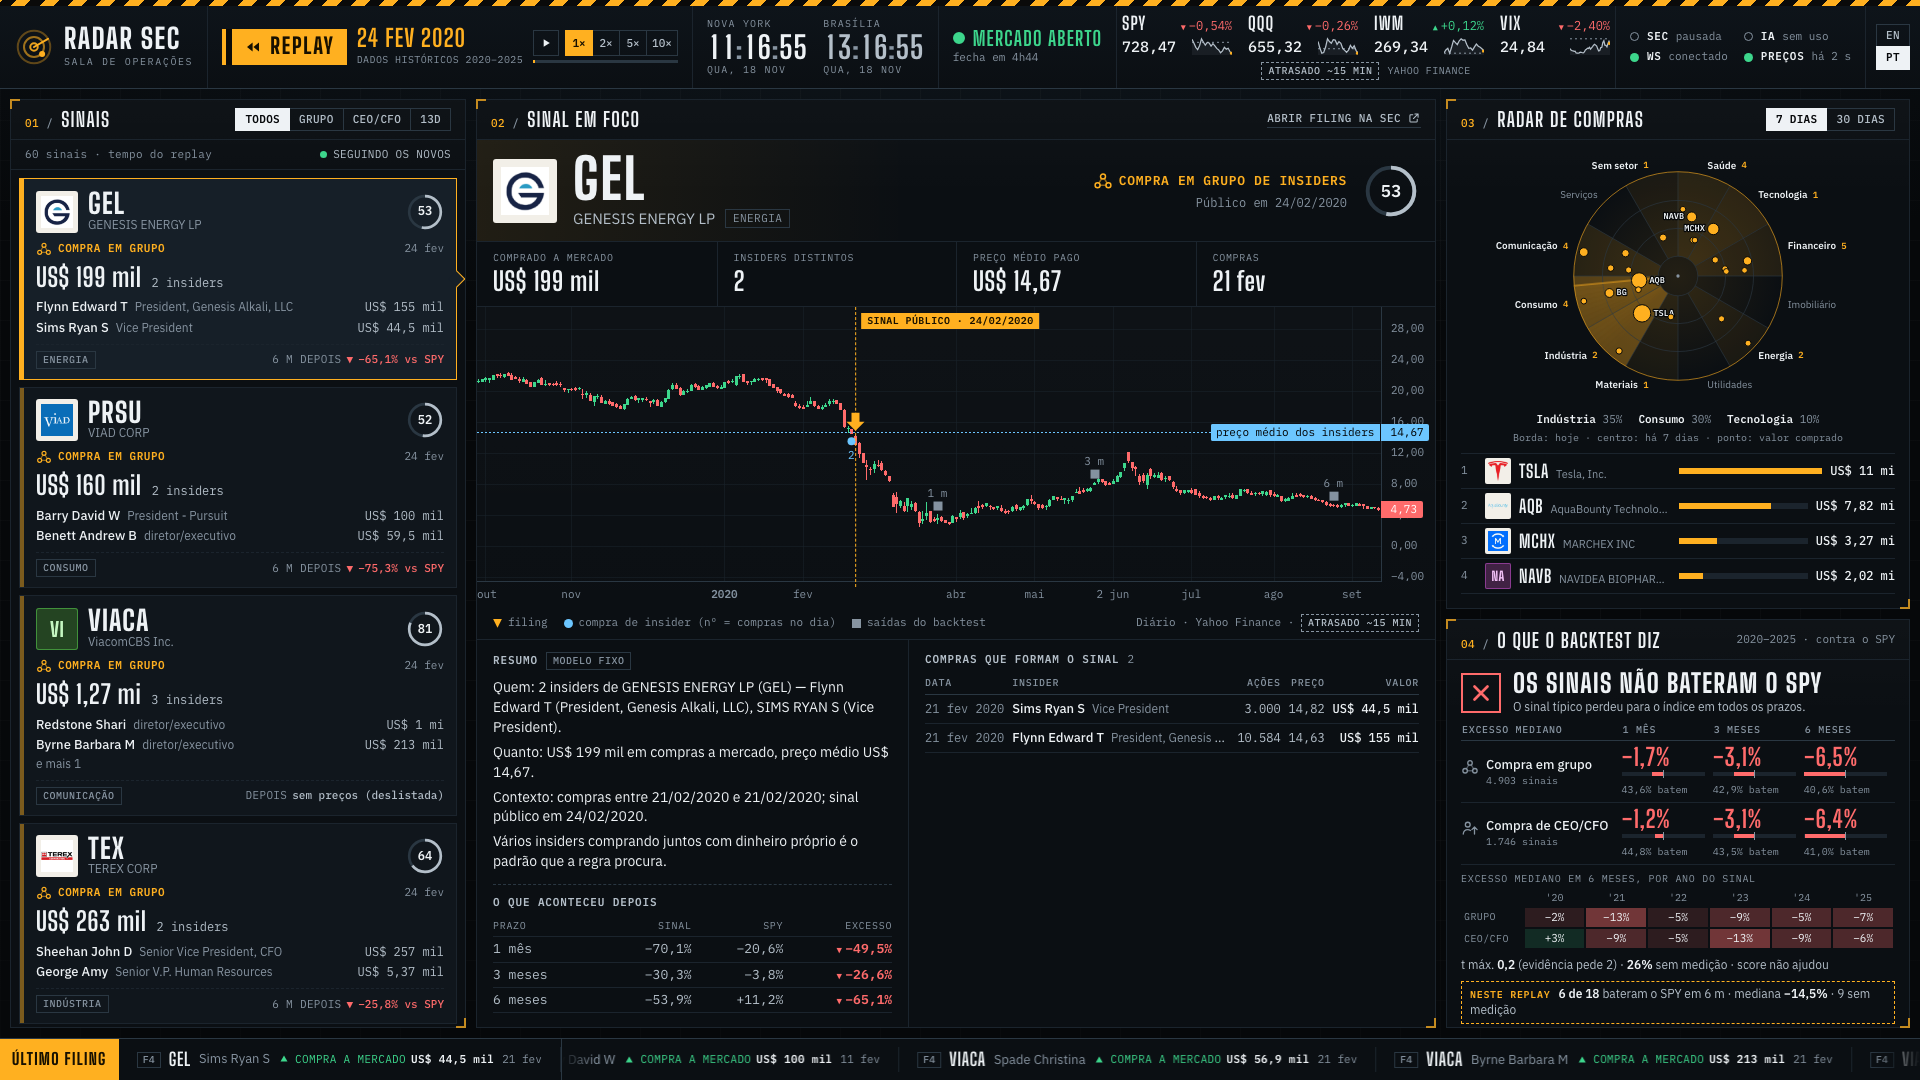 RADAR SEC
SALA DE OPERAÇÕES
REPLAY
24 FEV 2020
DADOS HISTÓRICOS 2020–2025
1× 2× 5× 10×
NOVA YORK
11:16:55
QUA, 18 NOV
BRASÍLIA
13:16:55
QUA, 18 NOV
MERCADO ABERTO
fecha em 4h44
SPY ▼−0,54%
728,47
QQQ ▼−0,26%
655,32
IWM ▲+0,12%
269,34
VIX ▼−2,40%
24,84
ATRASADO ~15 MIN YAHOO FINANCE
SEC pausada
IA sem uso
WS conectado
PREÇOS há 2 s
EN
PT
01 / SINAIS
TODOS GRUPO CEO/CFO 13D
60 sinais · tempo do replay
SEGUINDO OS NOVOS
GEL
GENESIS ENERGY LP
53
COMPRA EM GRUPO 24 fev
US$ 199 mil 2 insiders
Flynn Edward T President, Genesis Alkali, LLC US$ 155 mil
Sims Ryan S Vice President US$ 44,5 mil
ENERGIA 6 M DEPOIS ▼ −65,1% vs SPY
VIAD
PRSU
VIAD CORP
52
COMPRA EM GRUPO 24 fev
US$ 160 mil 2 insiders
Barry David W President - Pursuit US$ 100 mil
Benett Andrew B diretor/executivo US$ 59,5 mil
CONSUMO 6 M DEPOIS ▼ −75,3% vs SPY
VI
VIACA
ViacomCBS Inc.
81
COMPRA EM GRUPO 24 fev
US$ 1,27 mi 3 insiders
Redstone Shari diretor/executivo US$ 1 mi
Byrne Barbara M diretor/executivo US$ 213 mil
e mais 1
COMUNICAÇÃO DEPOIS sem preços (deslistada)
TEREX
TEX
TEREX CORP
64
COMPRA EM GRUPO 24 fev
US$ 263 mil 2 insiders
Sheehan John D Senior Vice President, CFO US$ 257 mil
George Amy Senior V.P. Human Resources US$ 5,37 mil
INDÚSTRIA 6 M DEPOIS ▼ −25,8% vs SPY
02 / SINAL EM FOCO
ABRIR FILING NA SEC
GEL
GENESIS ENERGY LP ENERGIA
COMPRA EM GRUPO DE INSIDERS
Público em 24/02/2020
53
COMPRADO A MERCADO
US$ 199 mil
INSIDERS DISTINTOS
2
PREÇO MÉDIO PAGO
US$ 14,67
COMPRAS
21 fev
SINAL PÚBLICO · 24/02/2020
28,00
24,00
20,00
16,00
preço médio dos insiders 14,67
12,00
8,00
4,73
0,00
−4,00
2
1 m
3 m
6 m
out nov 2020 fev abr mai 2 jun jul ago set
filing compra de insider (nº = compras no dia) saídas do backtest
Diário · Yahoo Finance · ATRASADO ~15 MIN
RESUMO MODELO FIXO
Quem: 2 insiders de GENESIS ENERGY LP (GEL) — Flynn
Edward T (President, Genesis Alkali, LLC), SIMS RYAN S (Vice
President).
Quanto: US$ 199 mil em compras a mercado, preço médio US$
14,67.
Contexto: compras entre 21/02/2020 e 21/02/2020; sinal
público em 24/02/2020.
Vários insiders comprando juntos com dinheiro próprio é o
padrão que a regra procura.
O QUE ACONTECEU DEPOIS
PRAZO SINAL SPY EXCESSO
1 mês −70,1% −20,6% ▼−49,5%
3 meses −30,3% −3,8% ▼−26,6%
6 meses −53,9% +11,2% ▼−65,1%
COMPRAS QUE FORMAM O SINAL 2
DATA INSIDER AÇÕES PREÇO VALOR
21 fev 2020 Sims Ryan S Vice President 3.000 14,82 US$ 44,5 mil
21 fev 2020 Flynn Edward T President, Genesis ... 10.584 14,63 US$ 155 mil
03 / RADAR DE COMPRAS
7 DIAS 30 DIAS
Sem setor 1
Saúde 4
Serviços
Tecnologia 1
Comunicação 4
Financeiro 5
Consumo 4
Imobiliário
Indústria 2
Energia 2
Materiais 1
Utilidades
NAVB
MCHX
AQB
BG
TSLA
Indústria 35% Consumo 30% Tecnologia 10%
Borda: hoje · centro: há 7 dias · ponto: valor comprado
1 TSLA Tesla, Inc. US$ 11 mi
2 AQB AquaBounty Technolo... US$ 7,82 mi
3 MCHX MARCHEX INC US$ 3,27 mi
4 NA NAVB NAVIDEA BIOPHAR... US$ 2,02 mi
04 / O QUE O BACKTEST DIZ
2020–2025 · contra o SPY
OS SINAIS NÃO BATERAM O SPY
O sinal típico perdeu para o índice em todos os prazos.
EXCESSO MEDIANO 1 MÊS 3 MESES 6 MESES
Compra em grupo
4.903 sinais
−1,7% −3,1% −6,5%
43,6% batem 42,9% batem 40,6% batem
Compra de CEO/CFO
1.746 sinais
−1,2% −3,1% −6,4%
44,8% batem 43,5% batem 41,0% batem
EXCESSO MEDIANO EM 6 MESES, POR ANO DO SINAL
'20 '21 '22 '23 '24 '25
GRUPO −2% −13% −5% −9% −5% −7%
CEO/CFO +3% −9% −5% −13% −9% −6%
t máx. 0,2 (evidência pede 2) · 26% sem medição · score não ajudou
NESTE REPLAY 6 de 18 bateram o SPY em 6 m · mediana −14,5% · 9 sem
medição
ÚLTIMO FILING
F4 GEL Sims Ryan S ▲ COMPRA A MERCADO US$ 44,5 mil 21 fev
David W ▲ COMPRA A MERCADO US$ 100 mil 11 fev
F4 VIACA Spade Christina ▲ COMPRA A MERCADO US$ 56,9 mil 21 fev
F4 VIACA Byrne Barbara M ▲ COMPRA A MERCADO US$ 213 mil 21 fev
F4